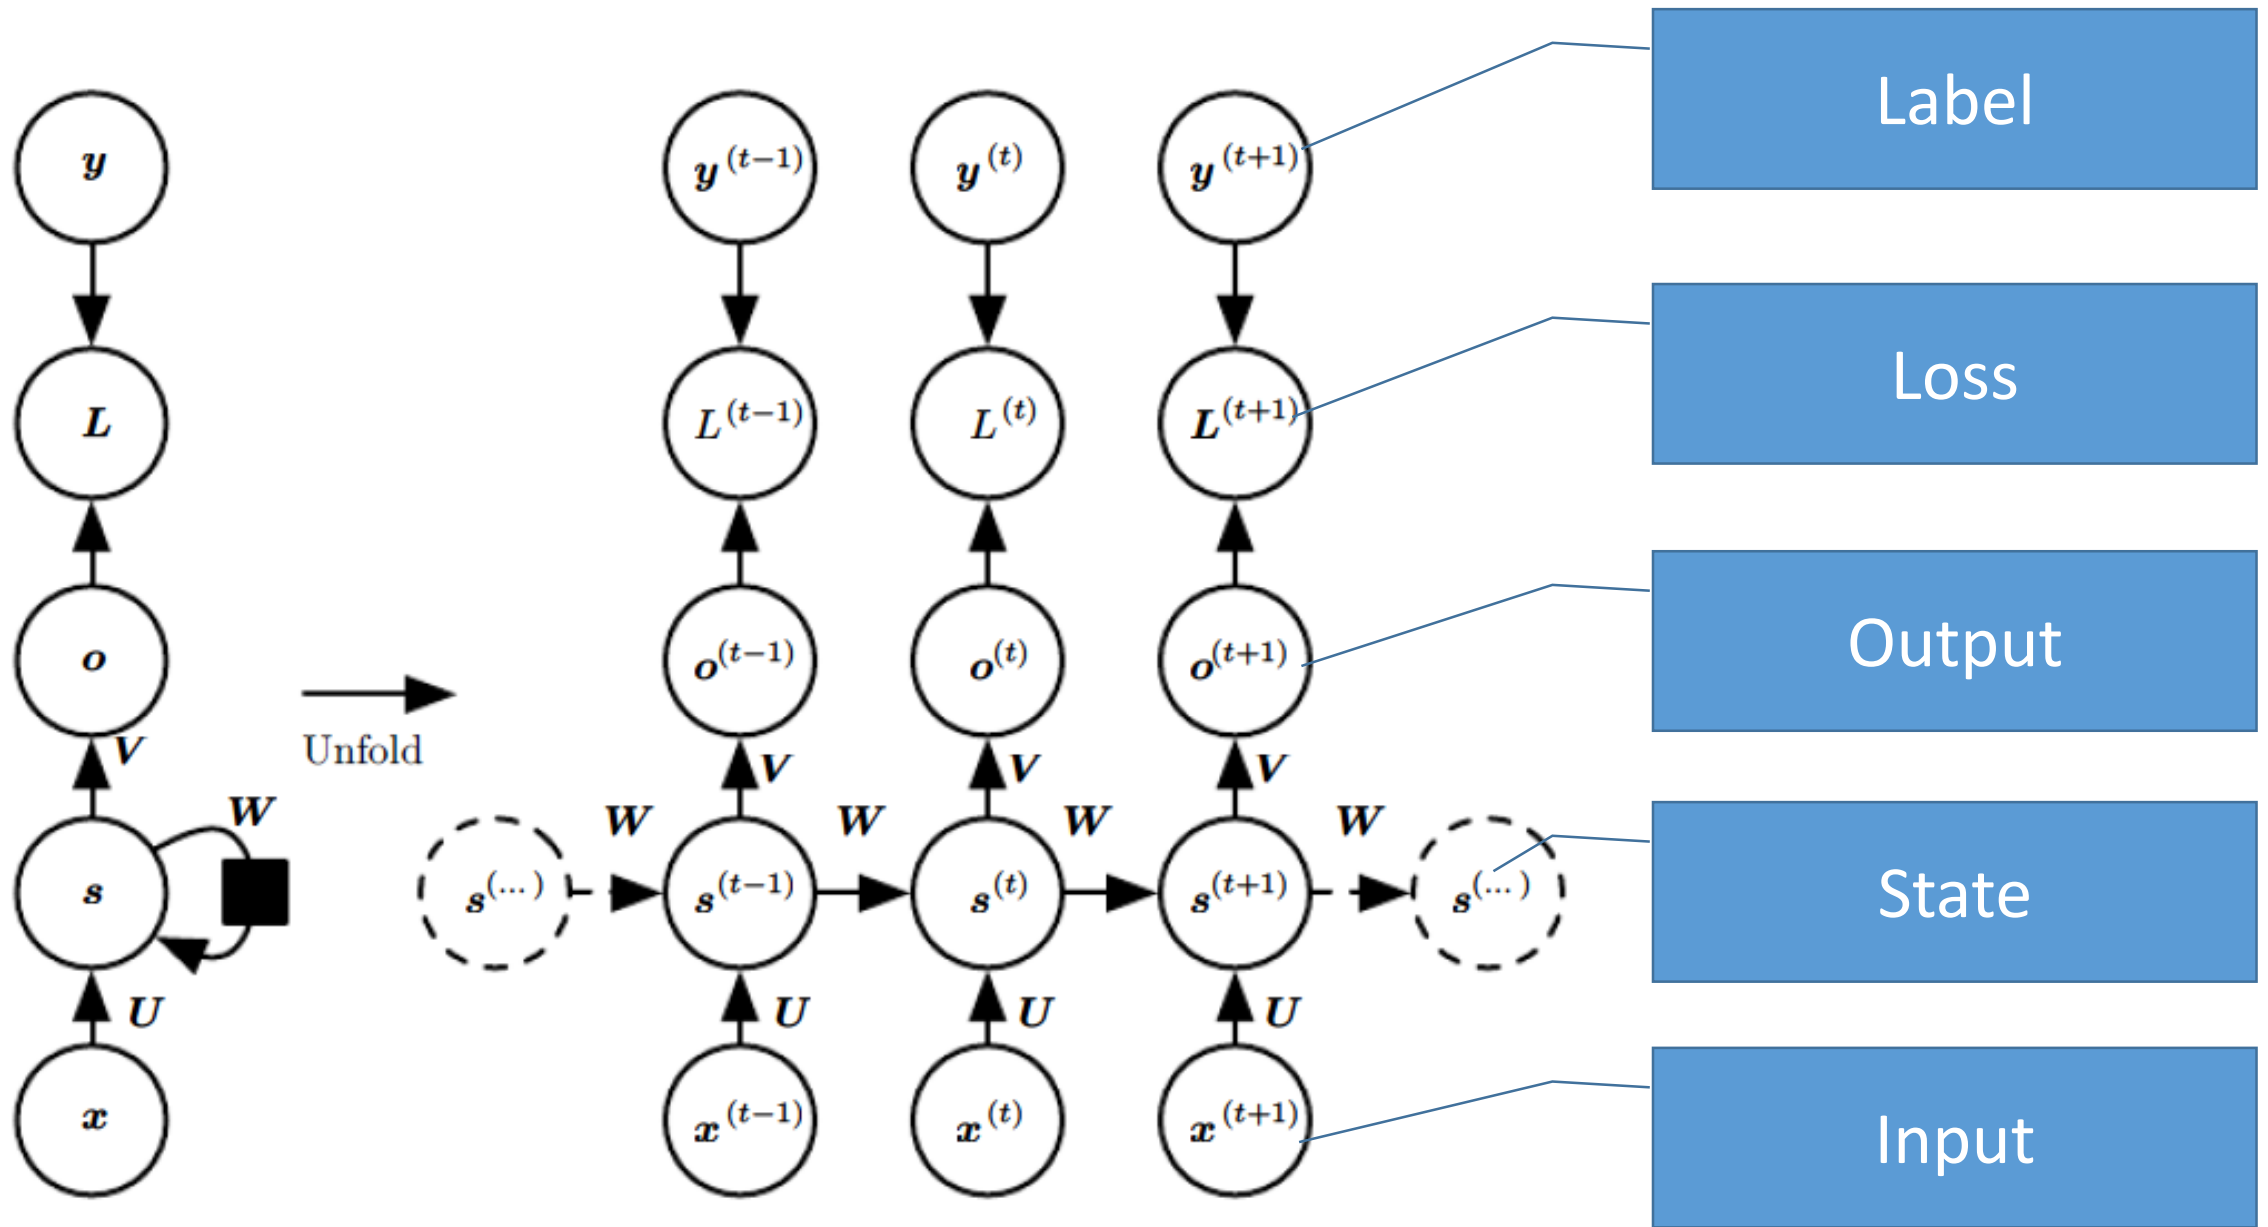 y
y(t−1)
y(t)
y(t+1)
Label
L
L(t−1)
L(t)
L(t+1)
Loss
o
o(t−1)
o(t)
o(t+1)
Output
Unfold
V
V
V
V
W
W
W
W
W
s
s(...)
s(t−1)
s(t)
s(t+1)
s(...)
State
U
U
U
U
x
x(t−1)
x(t)
x(t+1)
Input